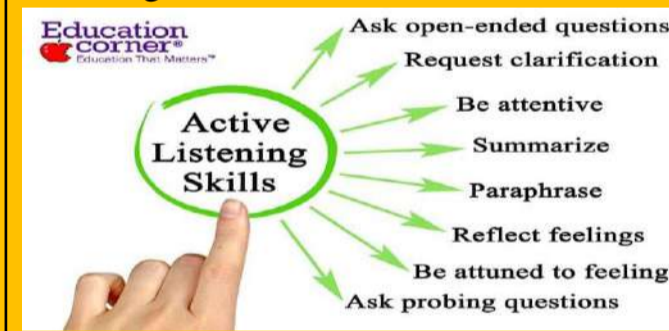 Education
corner®
Education That Matters™
Active
Listening
Skills
Ask open-ended questions
Request clarification
Be attentive
Summarize
Paraphrase
Reflect feelings
Be attuned to feeling
Ask probing questions